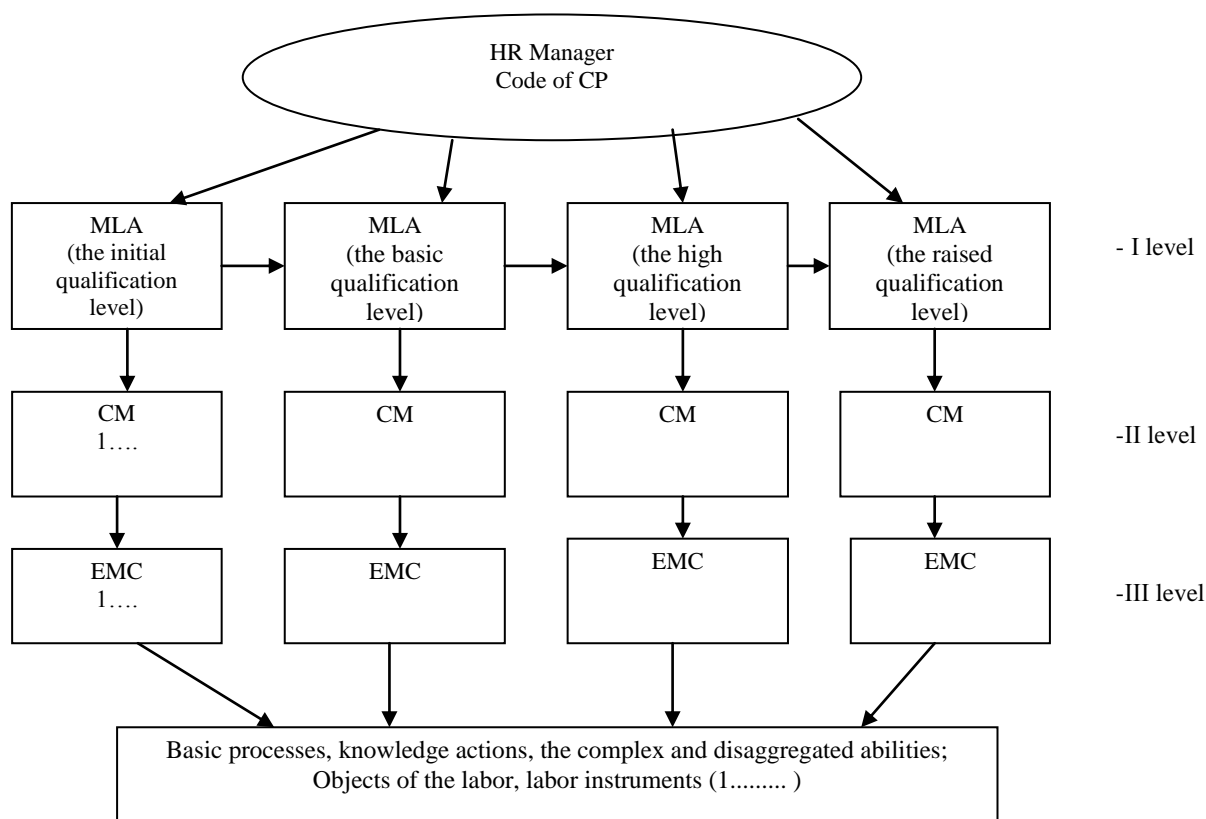 HR Manager
Code of CP
MLA
(the initial
qualification
level)
MLA
(the basic
qualification
level)
MLA
(the high
qualification
level)
MLA
(the raised
qualification
level)
- I level
CM
1….
CM
CM
CM
-II level
EMC
1….
EMC
EMC
EMC
-III level
Basic processes, knowledge actions, the complex and disaggregated abilities;
Objects of the labor, labor instruments (1......... )